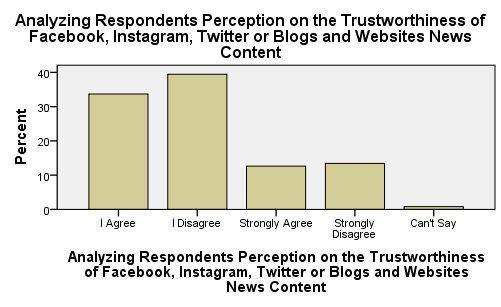 Analyzing Respondents Perception on the Trustworthiness of
Facebook, Instagram, Twitter or Blogs and Websites News
Content
40
30
20
10
0
Percent
I Agree
I Disagree
Strongly Agree
Strongly
Disagree
Can't Say
Analyzing Respondents Perception on the Trustworthiness
of Facebook, Instagram, Twitter or Blogs and Websites
News Content